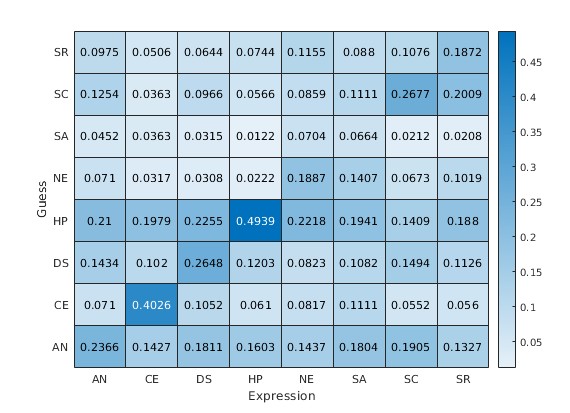 SR 0.0975 0.0506 0.0644 0.0744 0.1155 0.088 0.1076 0.1872
SC 0.1254 0.0363 0.0966 0.0566 0.0859 0.1111 0.2677 0.2009
SA 0.0452 0.0363 0.0315 0.0122 0.0704 0.0664 0.0212 0.0208
NE 0.071 0.0317 0.0308 0.0222 0.1887 0.1407 0.0673 0.1019
HP 0.21 0.1979 0.2255 0.4939 0.2218 0.1941 0.1409 0.188
DS 0.1434 0.102 0.2648 0.1203 0.0823 0.1082 0.1494 0.1126
CE 0.071 0.4026 0.1052 0.061 0.0817 0.1111 0.0552 0.056
AN 0.2366 0.1427 0.1811 0.1603 0.1437 0.1804 0.1905 0.1327
AN CE DS HP NE SA SC SR
Expression
Guess
0.45
0.4
0.35
0.3
0.25
0.2
0.15
0.1
0.05